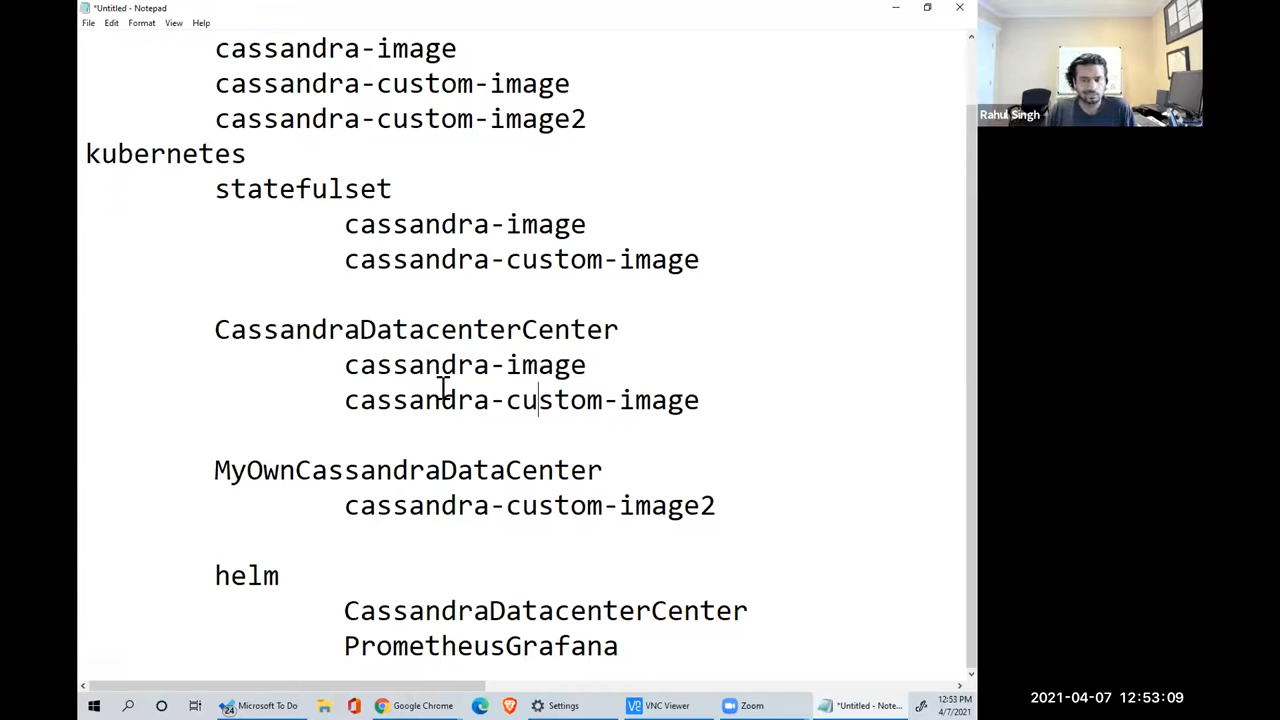 *Untitled - Notepad
File Edit Format View Help
cassandra-image
cassandra-custom-image
cassandra-custom-image2
kubernetes
statefulset
cassandra-image
cassandra-custom-image
CassandraDatacenterCenter
cassandra-image
cassandra-custom-image
MyOwnCassandraDataCenter
cassandra-custom-image2
helm
CassandraDatacenterCenter
PrometheusGrafana
Rahul Singh
24 Microsoft To Do Google Chrome Settings VNC Viewer Zoom *Untitled - Note... 12:53 PM
4/7/2021
2021-04-07 12:53:09